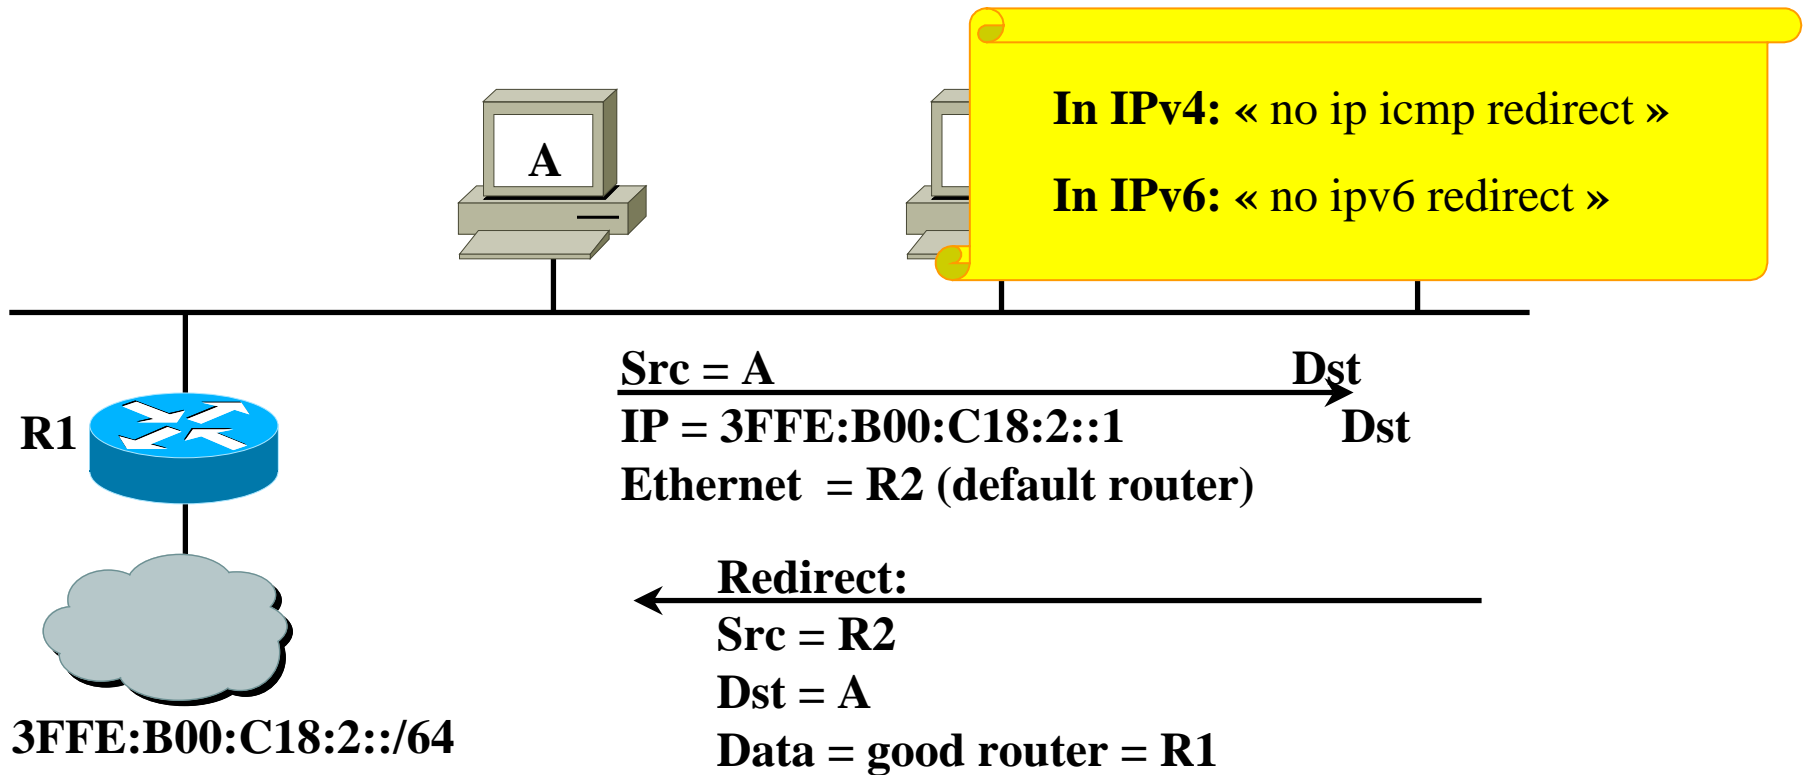 In IPv4: « no ip icmp redirect »
In IPv6: « no ipv6 redirect »
A
Src = A Dst
IP = 3FFE:B00:C18:2::1 Dst
Ethernet = R2 (default router)
R1
Redirect:
Src = R2
Dst = A
Data = good router = R1
3FFE:B00:C18:2::/64